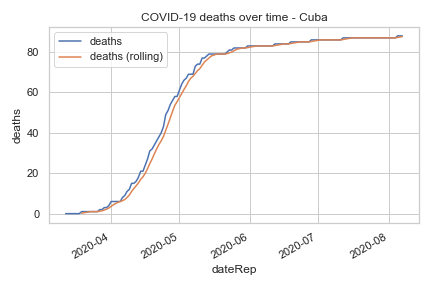 COVID-19 deaths over time - Cuba
deaths
deaths (rolling)
deaths
80
60
40
20
0
2020-04
2020-05
2020-06
2020-07
2020-08
dateRep